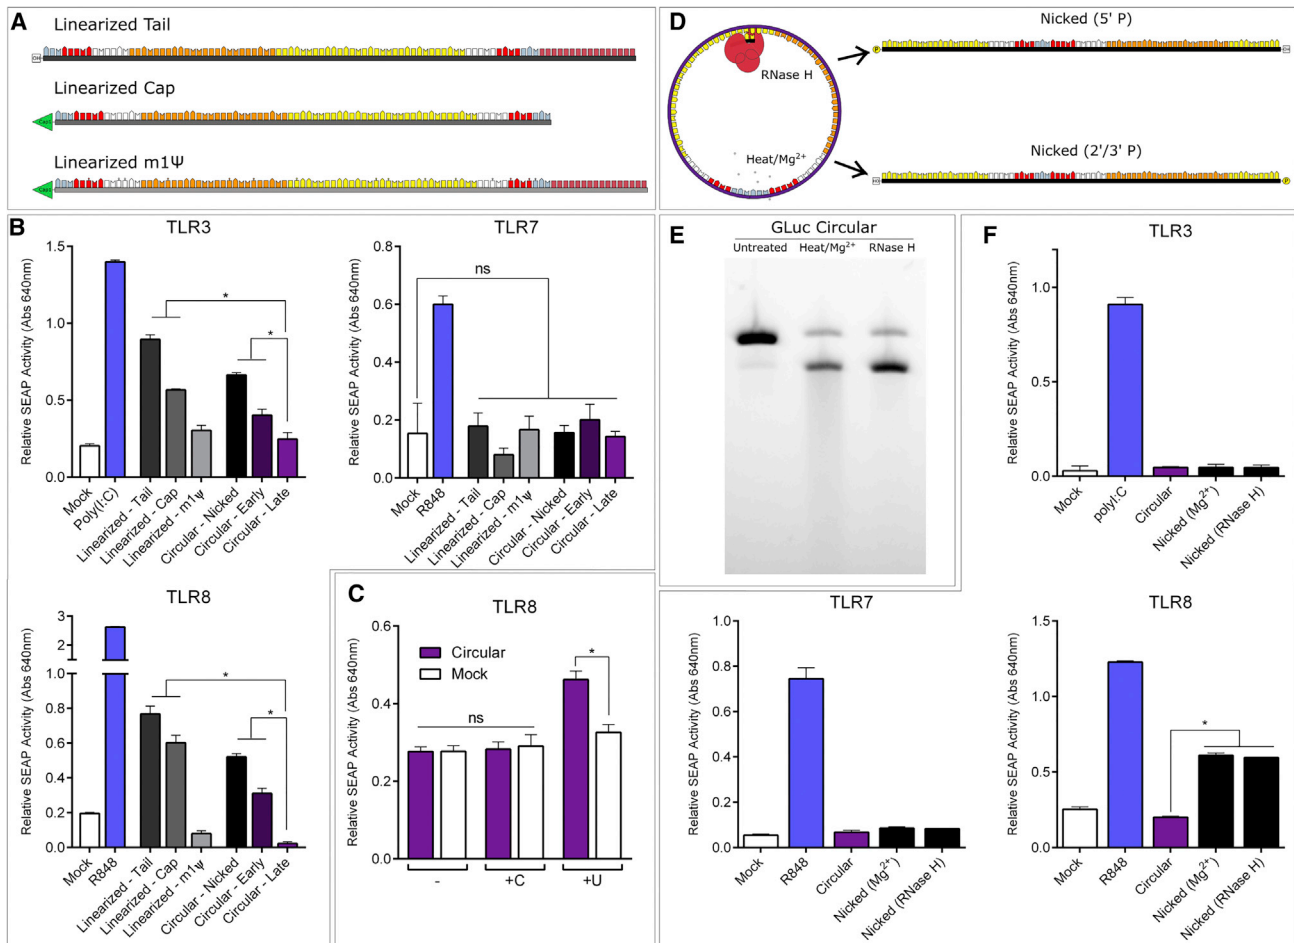 A
Linearized Tail
OH
Linearized Cap
Cap1
Linearized m1Ψ
Cap1
D
RNase H
Heat/Mg²⁺
Nicked (5' P)
P
OH
Nicked (2'/3' P)
HO
P
B
TLR3
Relative SEAP Activity (Abs 640nm)
1.5
1.0
0.5
0.0
*
*
Mock
Poly(I:C)
Linearized - Tail
Linearized - Cap
Linearized - m1Ψ
Circular - Nicked
Circular - Early
Circular - Late
TLR7
Relative SEAP Activity (Abs 640nm)
0.8
0.6
0.4
0.2
0.0
ns
Mock
R848
Linearized - Tail
Linearized - Cap
Linearized - m1Ψ
Circular - Nicked
Circular - Early
Circular - Late
TLR8
Relative SEAP Activity (Abs 640nm)
3
2
1.0
0.8
0.6
0.4
0.2
0.0
*
*
Mock
R848
Linearized - Tail
Linearized - Cap
Linearized - m1Ψ
Circular - Nicked
Circular - Early
Circular - Late
C
TLR8
Relative SEAP Activity (Abs 640nm)
0.6
0.4
0.2
0.0
Circular
Mock
ns
*
-
+C
+U
E
GLuc Circular
Untreated
Heat/Mg²⁺
RNase H
F
TLR3
Relative SEAP Activity (Abs 640nm)
1.0
0.5
0.0
Mock
polyI:C
Circular
Nicked (Mg²⁺)
Nicked (RNase H)
TLR7
Relative SEAP Activity (Abs 640nm)
1.0
0.8
0.6
0.4
0.2
0.0
Mock
R848
Circular
Nicked (Mg²⁺)
Nicked (RNase H)
TLR8
Relative SEAP Activity (Abs 640nm)
1.5
1.0
0.5
0.0
*
Mock
R848
Circular
Nicked (Mg²⁺)
Nicked (RNase H)